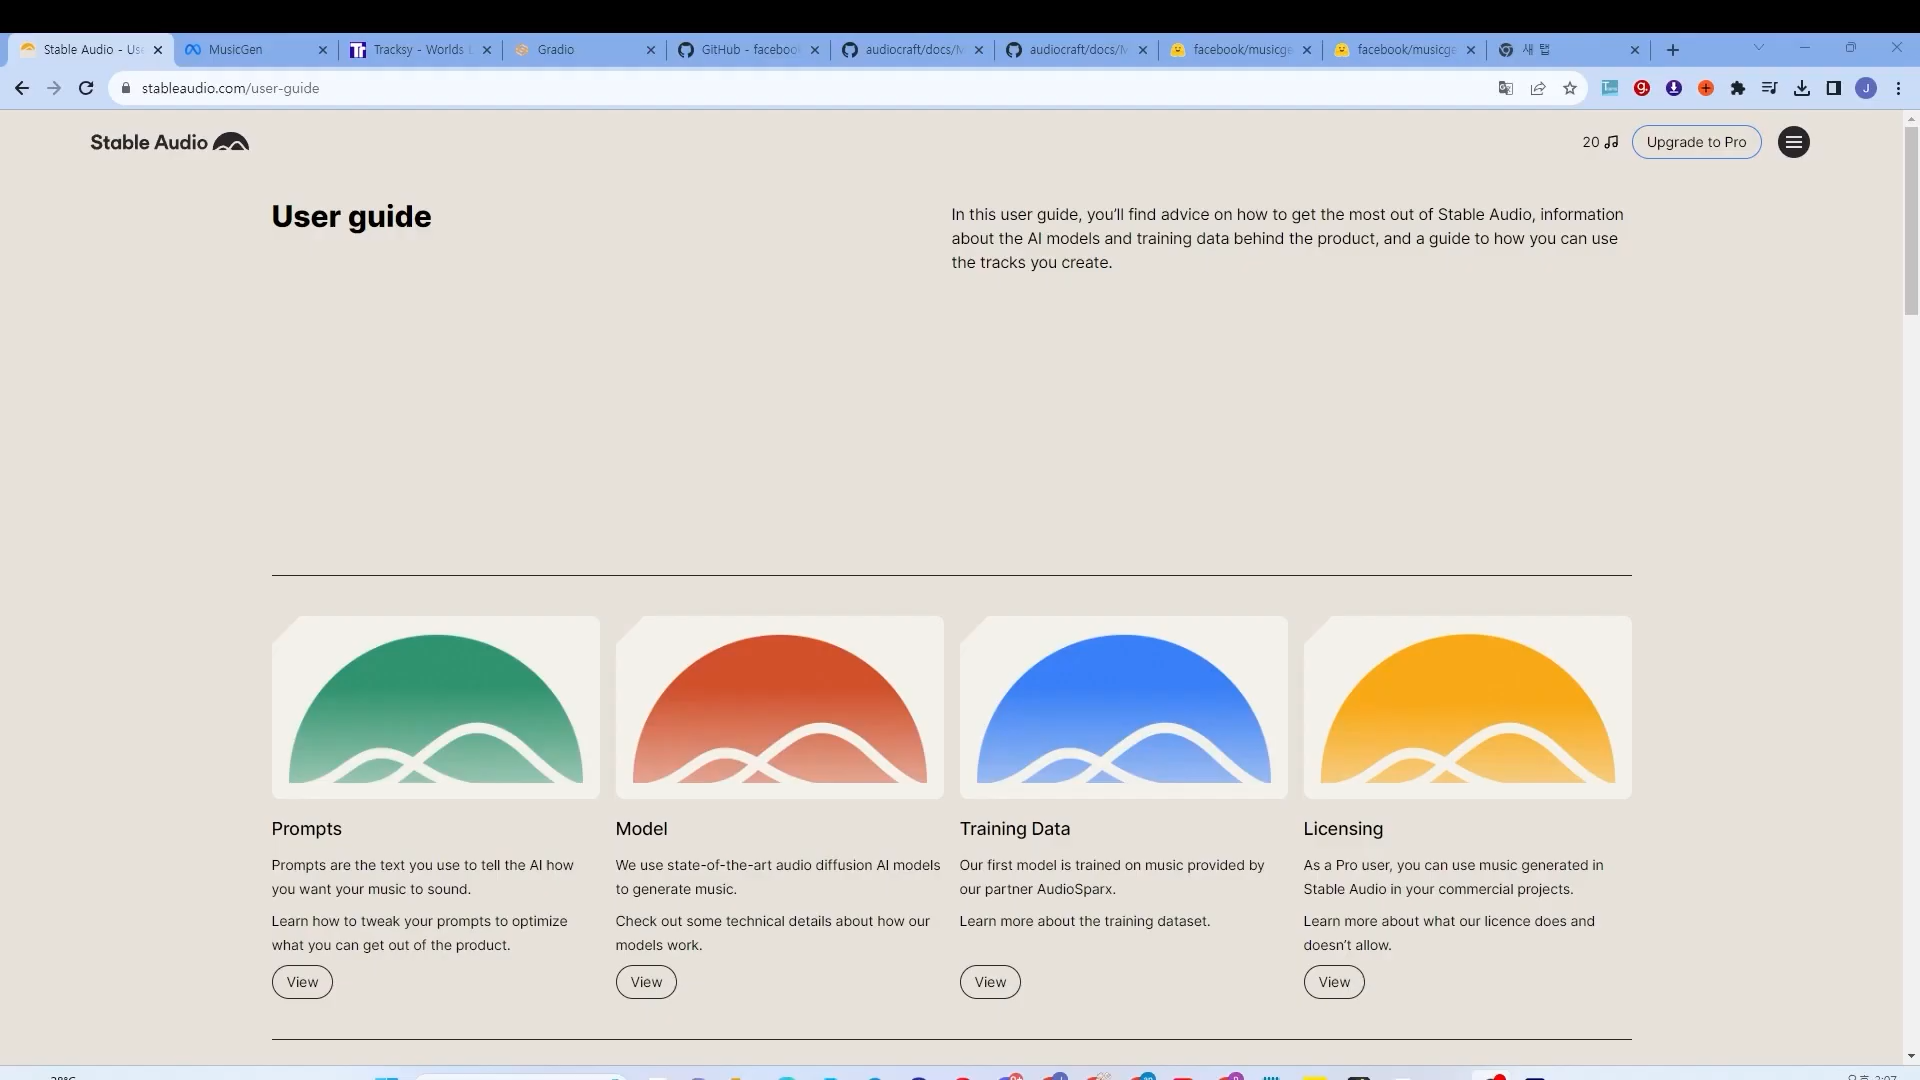 Stable Audio - Us
MusicGen
Tracksy - Worlds
Gradio
GitHub - faceboo
audiocraft/docs/
audiocraft/docs/
facebook/musicge
facebook/musicge
새 탭
stableaudio.com/user-guide
J
Stable Audio
20
Upgrade to Pro
User guide
In this user guide, you’ll find advice on how to get the most out of Stable Audio, information
about the AI models and training data behind the product, and a guide to how you can use
the tracks you create.
Prompts
Prompts are the text you use to tell the AI how
you want your music to sound.
Learn how to tweak your prompts to optimize
what you can get out of the product.
View
Model
We use state-of-the-art audio diffusion AI models
to generate music.
Check out some technical details about how our
models work.
View
Training Data
Our first model is trained on music provided by
our partner AudioSparx.
Learn more about the training dataset.
View
Licensing
As a Pro user, you can use music generated in
Stable Audio in your commercial projects.
Learn more about what our licence does and
doesn’t allow.
View